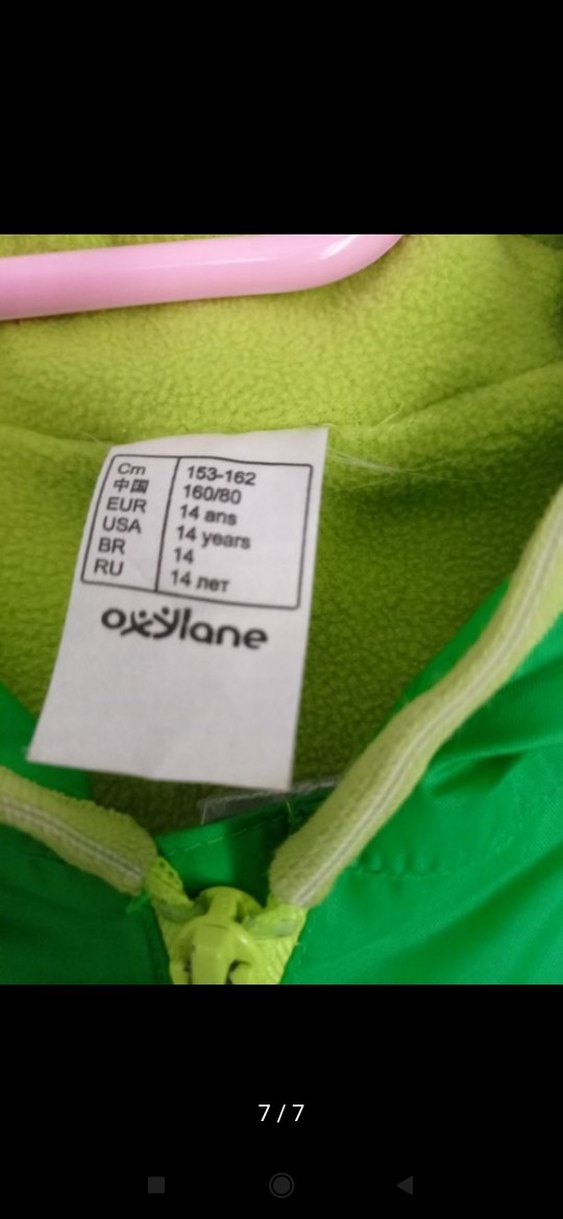 Cm 153-162
中国 160/80
EUR 14 ans
USA 14 years
BR 14
RU 14 лет
oxylane
7 / 7